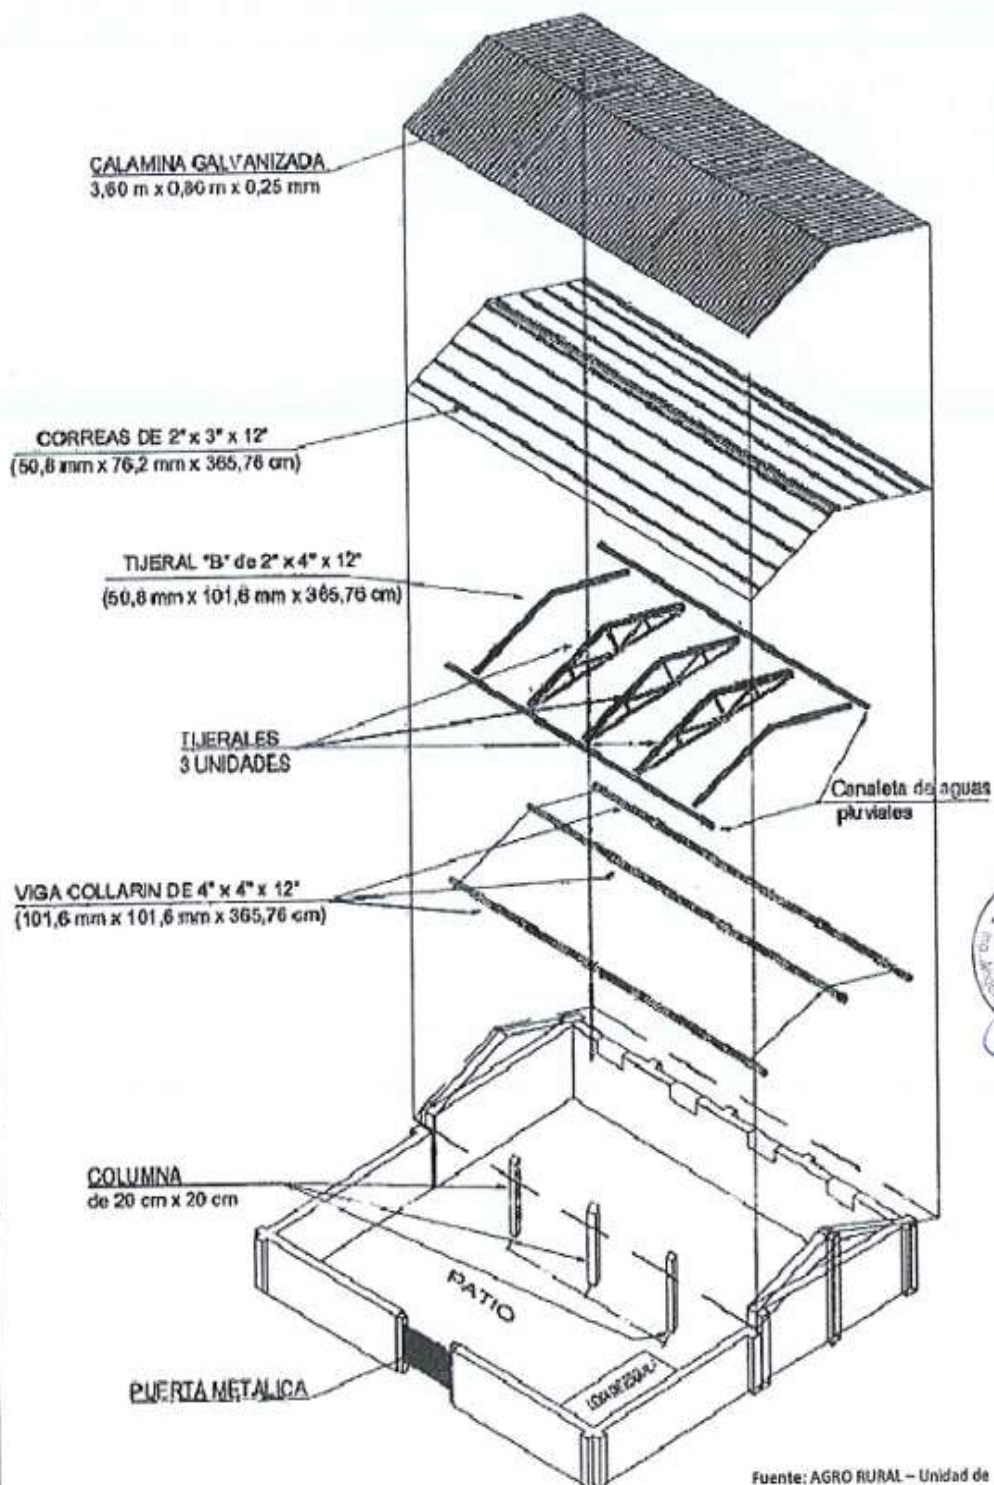 CALAMINA GALVANIZADA
3,60 m x 0,80 m x 0,25 mm
CORREAS DE 2" x 3" x 12"
(50,8 mm x 76,2 mm x 365,76 cm)
TIJERAL "B" de 2" x 4" x 12"
(50,8 mm x 101,6 mm x 365,76 cm)
TIJERALES
3 UNIDADES
Canaleta de aguas
pluviales
VIGA COLLARIN DE 4" x 4" x 12"
(101,6 mm x 101,6 mm x 365,76 cm)
COLUMNA
de 20 cm x 20 cm
PATIO
PUERTA METALICA
Fuente: AGRO RURAL – Unidad de